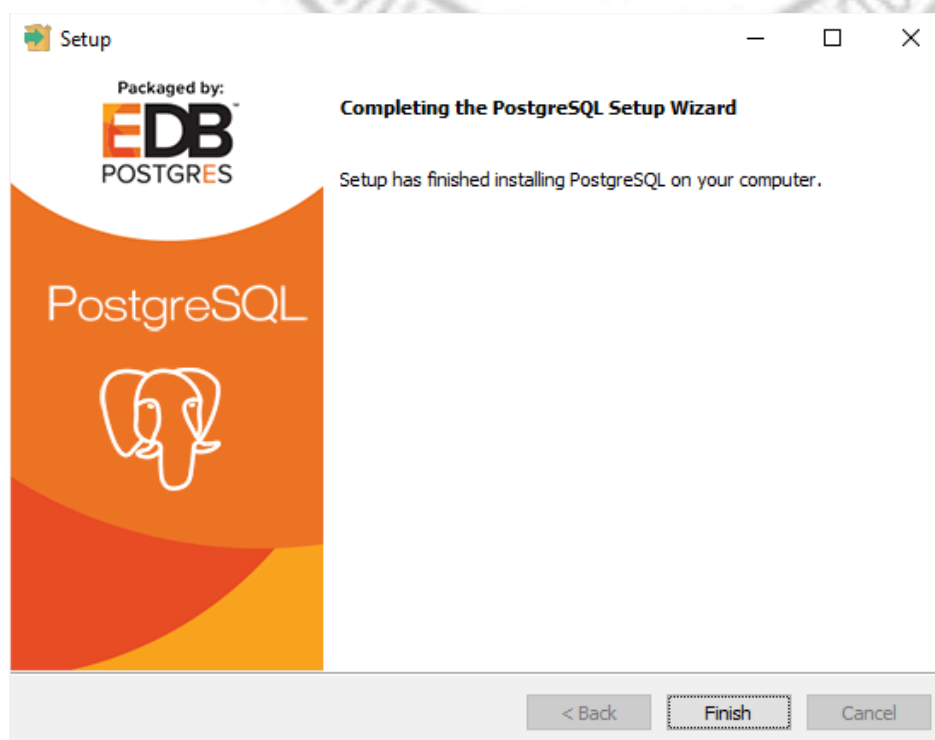 Setup
Packaged by:
EDB
POSTGRES
Completing the PostgreSQL Setup Wizard
Setup has finished installing PostgreSQL on your computer.
PostgreSQL
< Back
Finish
Cancel